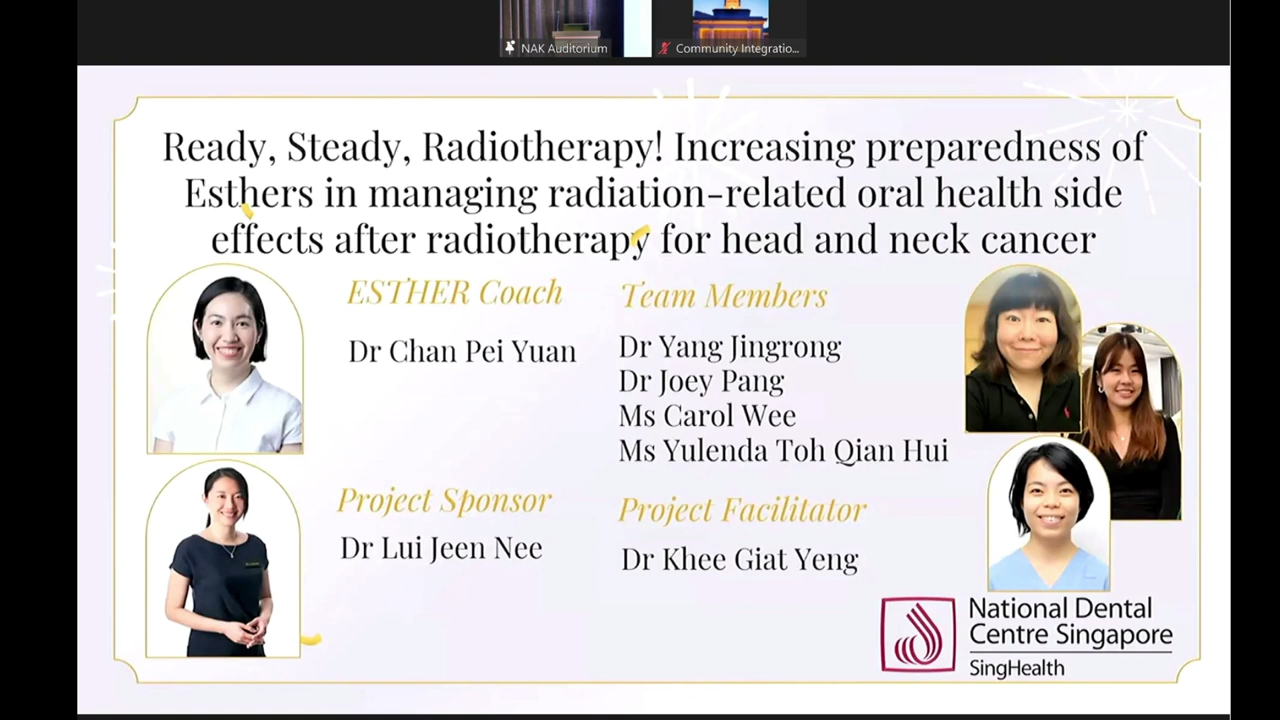 NAK Auditorium
Community Integratio...
Ready, Steady, Radiotherapy! Increasing preparedness of
Esthers in managing radiation-related oral health side
effects after radiotherapy for head and neck cancer
ESTHER Coach
Dr Chan Pei Yuan
Team Members
Dr Yang Jingrong
Dr Joey Pang
Ms Carol Wee
Ms Yulenda Toh Qian Hui
Project Sponsor
Dr Lui Jeen Nee
Project Facilitator
Dr Khee Giat Yeng
National Dental
Centre Singapore
SingHealth